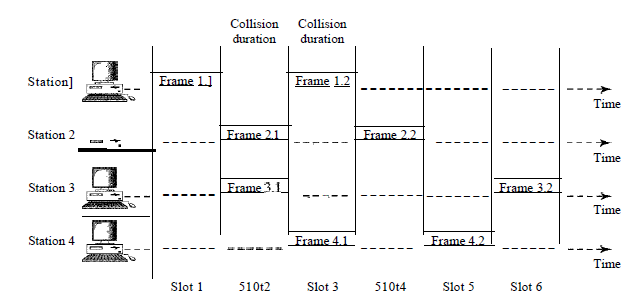 Collision Collision
duration duration
Station] Frame 1.1 Frame 1.2
Time
Station 2 Frame 2.1 Frame 2.2
Time
Station 3 Frame 3.1 Frame 3.2
Time
Station 4 Frame 4.1 Frame 4.2
Time
Slot 1 510t2 Slot 3 510t4 Slot 5 Slot 6